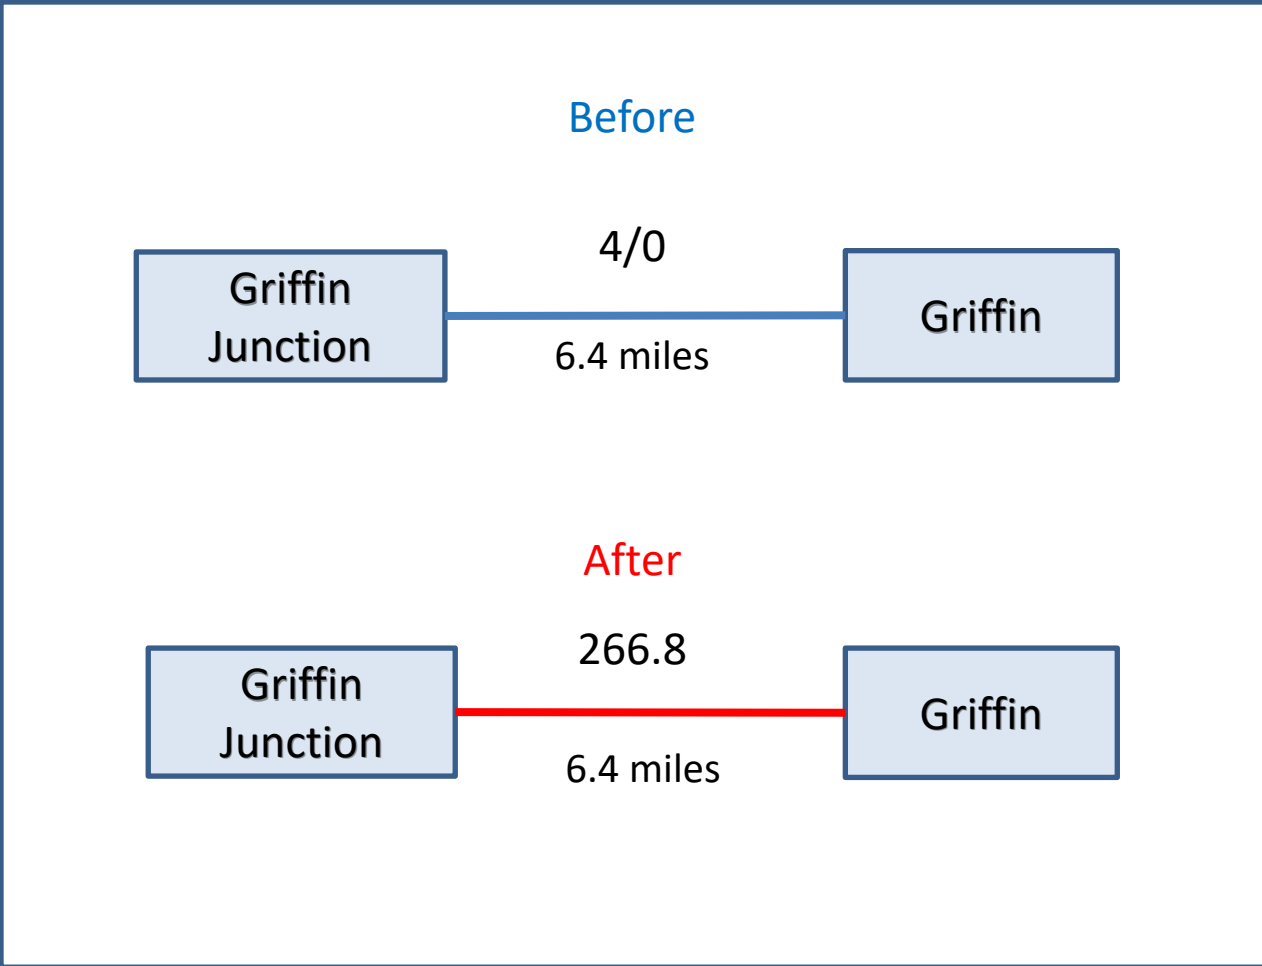 Before
4/0
Griffin
Junction
Griffin
6.4 miles
After
266.8
Griffin
Junction
Griffin
6.4 miles